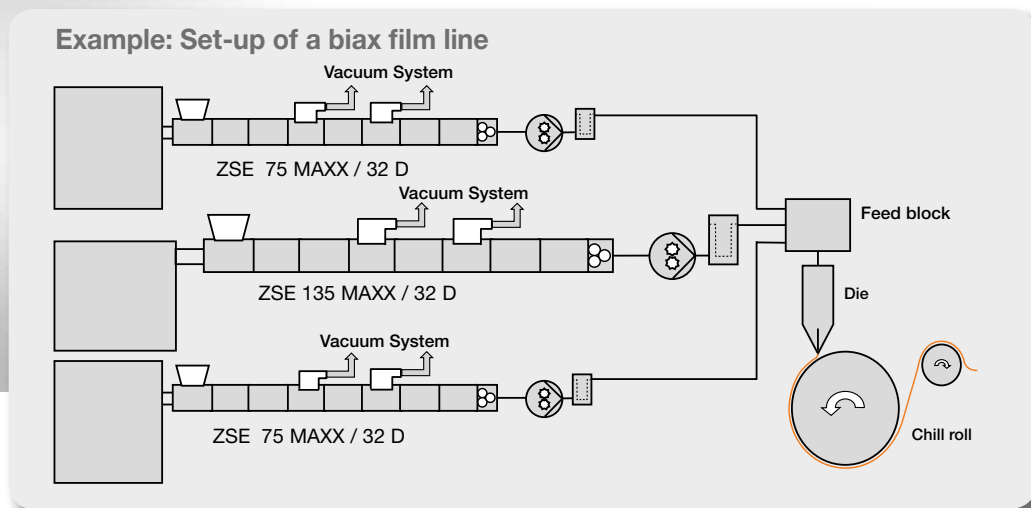 Example: Set-up of a biax film line
Vacuum System
ZSE 75 MAXX / 32 D
Vacuum System
Feed block
ZSE 135 MAXX / 32 D
Die
Vacuum System
Chill roll
ZSE 75 MAXX / 32 D